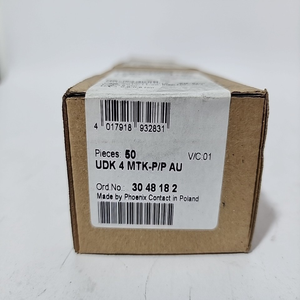 4 017918 932831
Pieces: 50 V/C.01
UDK 4 MTK-P/P AU
Ord.No.: 30 48 18 2
Made by Phoenix Contact in Poland